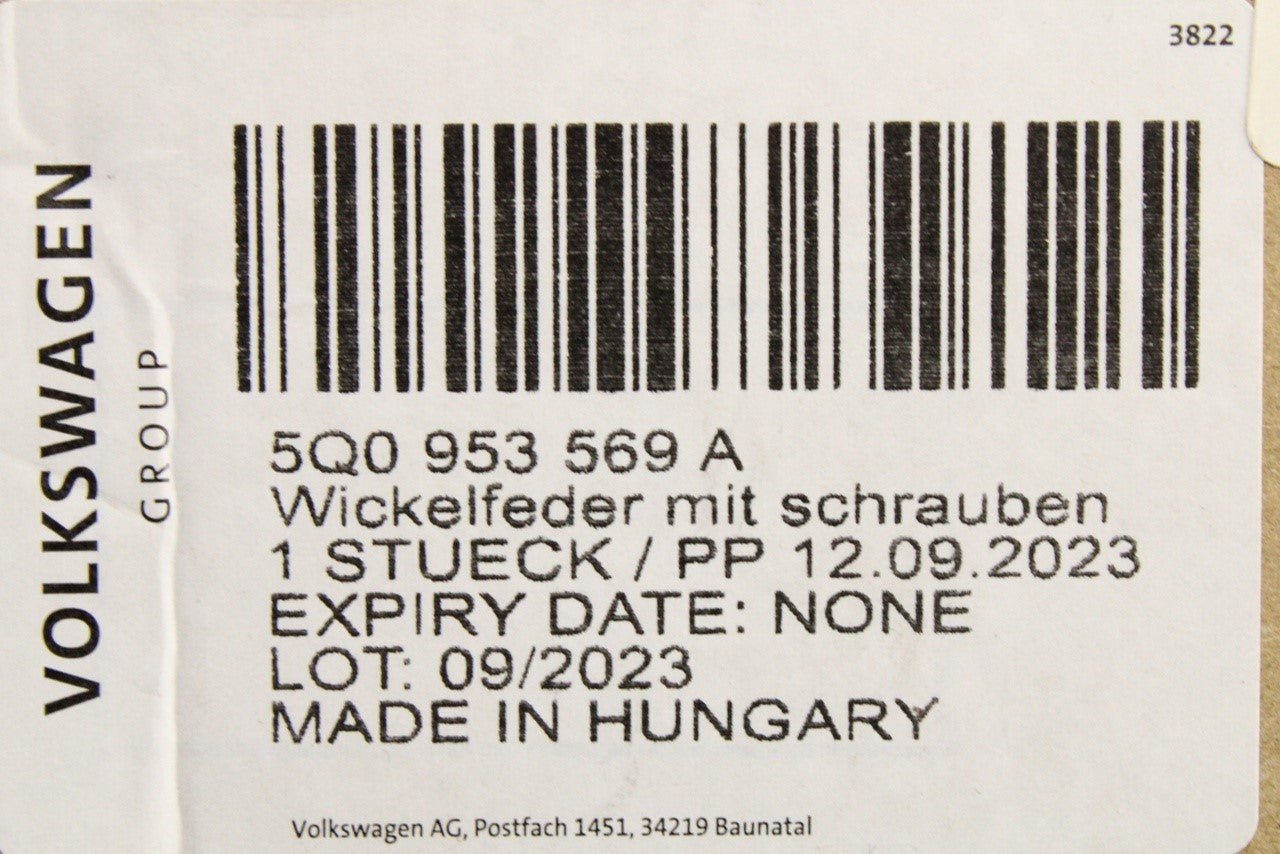 3822
VOLKSWAGEN
GROUP
5Q0 953 569 A
Wickelfeder mit schrauben
1 STUECK / PP 12.09.2023
EXPIRY DATE: NONE
LOT: 09/2023
MADE IN HUNGARY
Volkswagen AG, Postfach 1451, 34219 Baunatal